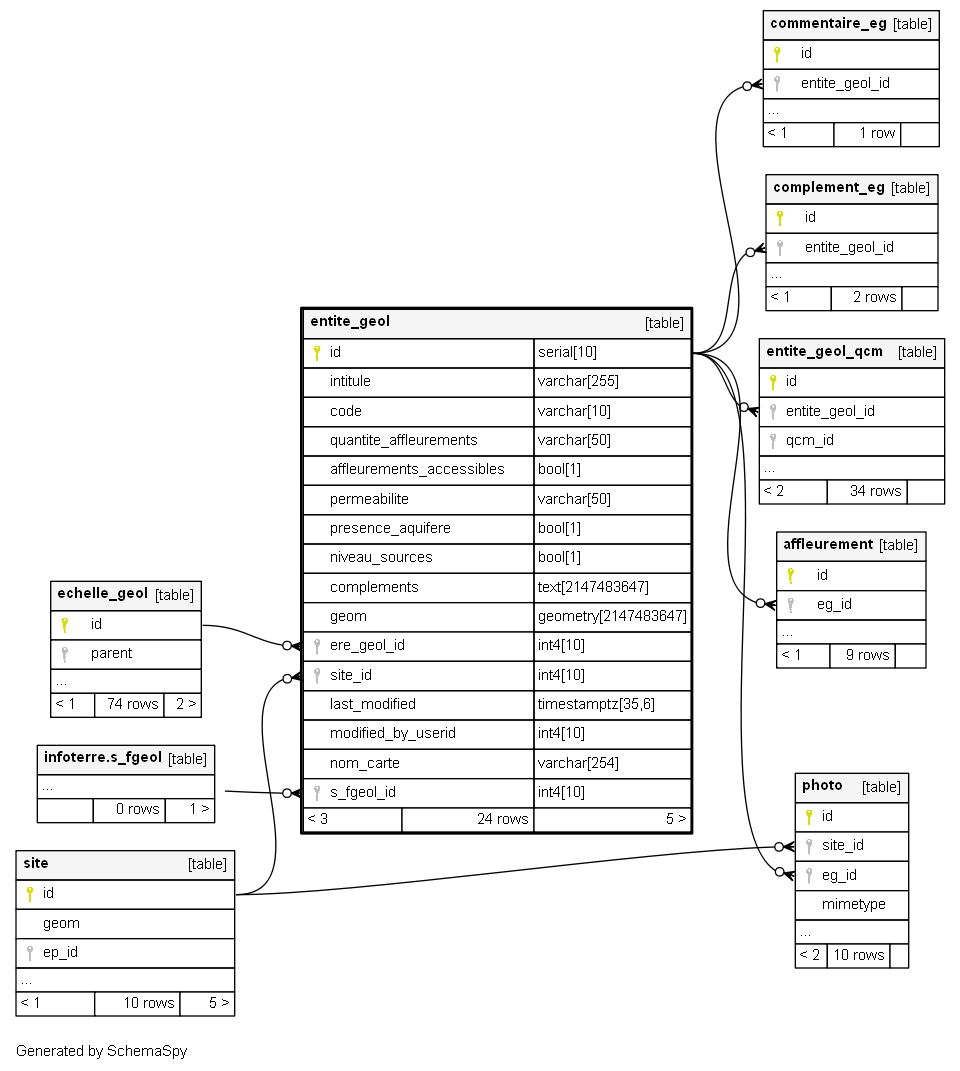 commentaire_eg [table]
id
entite_geol_id
...
< 1 1 row
complement_eg [table]
id
entite_geol_id
...
< 1 2 rows
entite_geol_qcm [table]
id
entite_geol_id
qcm_id
...
< 2 34 rows
affleurement [table]
id
eg_id
...
< 1 9 rows
photo [table]
id
site_id
eg_id
mimetype
...
< 2 10 rows
entite_geol [table]
id serial[10]
intitule varchar[255]
code varchar[10]
quantite_affleurements varchar[50]
affleurements_accessibles bool[1]
permeabilite varchar[50]
presence_aquifere bool[1]
niveau_sources bool[1]
complements text[2147483647]
geom geometry[2147483647]
ere_geol_id int4[10]
site_id int4[10]
last_modified timestamptz[35,6]
modified_by_userid int4[10]
nom_carte varchar[254]
s_fgeol_id int4[10]
< 3 24 rows 5 >
echelle_geol [table]
id
parent
...
< 1 74 rows 2 >
infoterre.s_fgeol [table]
...
0 rows 1 >
site [table]
id
geom
ep_id
...
< 1 10 rows 5 >
Generated by SchemaSpy